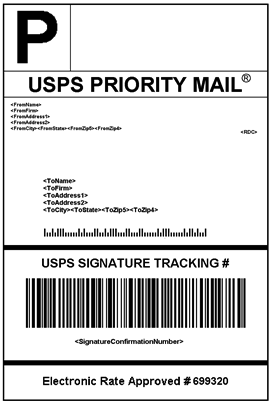 P
USPS PRIORITY MAIL®
<FromName>
<FromFirm>
<FromAddress1>
<FromAddress2>
<FromCity><FromState><FromZip5><FromZip4>
<RDC>
<ToName>
<ToFirm>
<ToAddress1>
<ToAddress2>
<ToCity><ToState><ToZip5><ToZip4>
USPS SIGNATURE TRACKING #
<SignatureConfirmationNumber>
Electronic Rate Approved # 699320